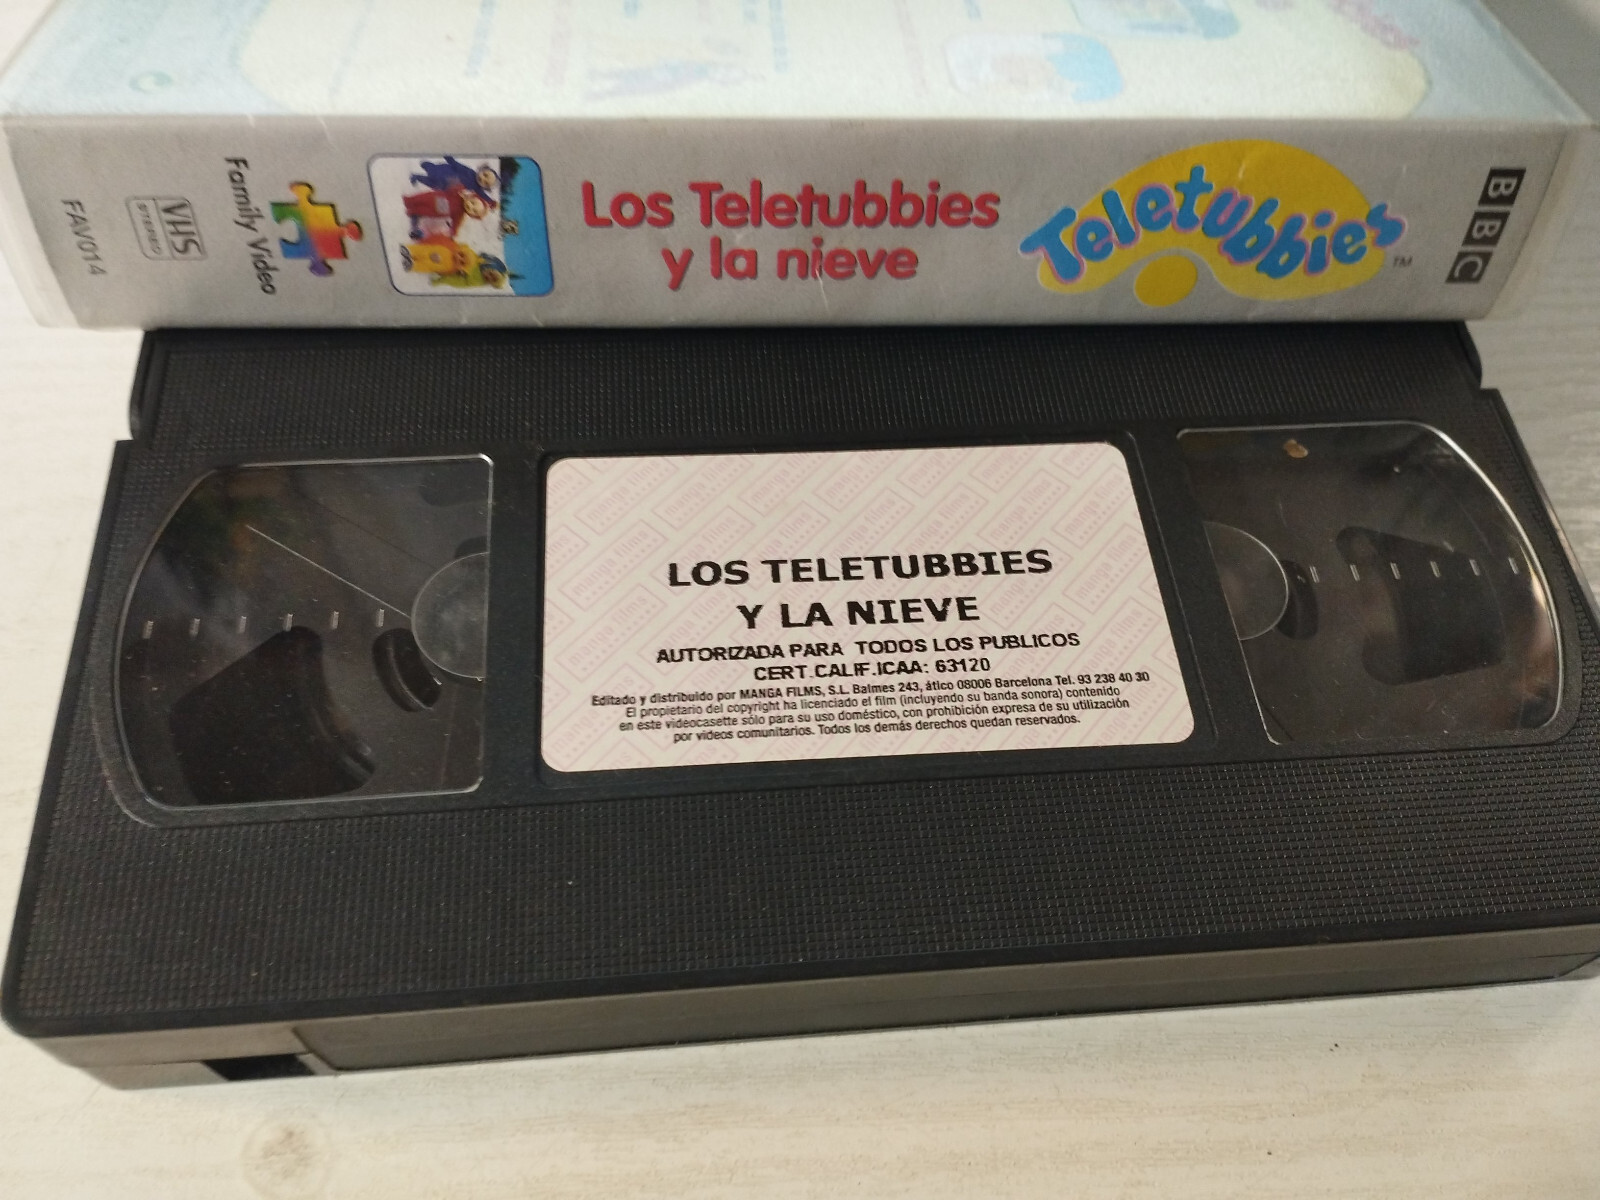 FAV014
VHS
STEREO
Family Video
Los Teletubbies
y la nieve
Teletubbies™
BBC
manga films
LOS TELETUBBIES
Y LA NIEVE
AUTORIZADA PARA TODOS LOS PUBLICOS
CERT.CALIF.ICAA: 63120
Editado y distribuido por MANGA FILMS, S.L. Balmes 243, ático 08006 Barcelona Tel. 93 238 40 30
El propietario del copyright ha licenciado el film (incluyendo su banda sonora) contenido
en este videocasette sólo para su uso doméstico, con prohibición expresa de su utilización
por videos comunitarios. Todos los demás derechos quedan reservados.